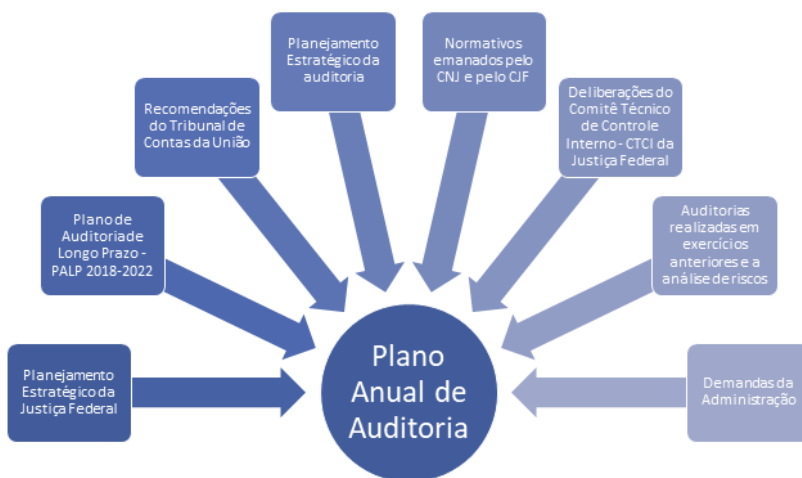 Planejamento
Estratégico da
auditoria
Normativos
emanados pelo
CNJ e pelo CJF
Recomendações
do Tribunal de
Contas da União
Deliberações do
Comitê Técnico
de Controle
Interno - CTCI da
Justiça Federal
Plano de
Auditoria de
Longo Prazo -
PALP 2018-2022
Auditorias
realizadas em
exercícios
anteriores e a
análise de riscos
Planejamento
Estratégico da
Justiça Federal
Plano
Anual de
Auditoria
Demandas da
Administração